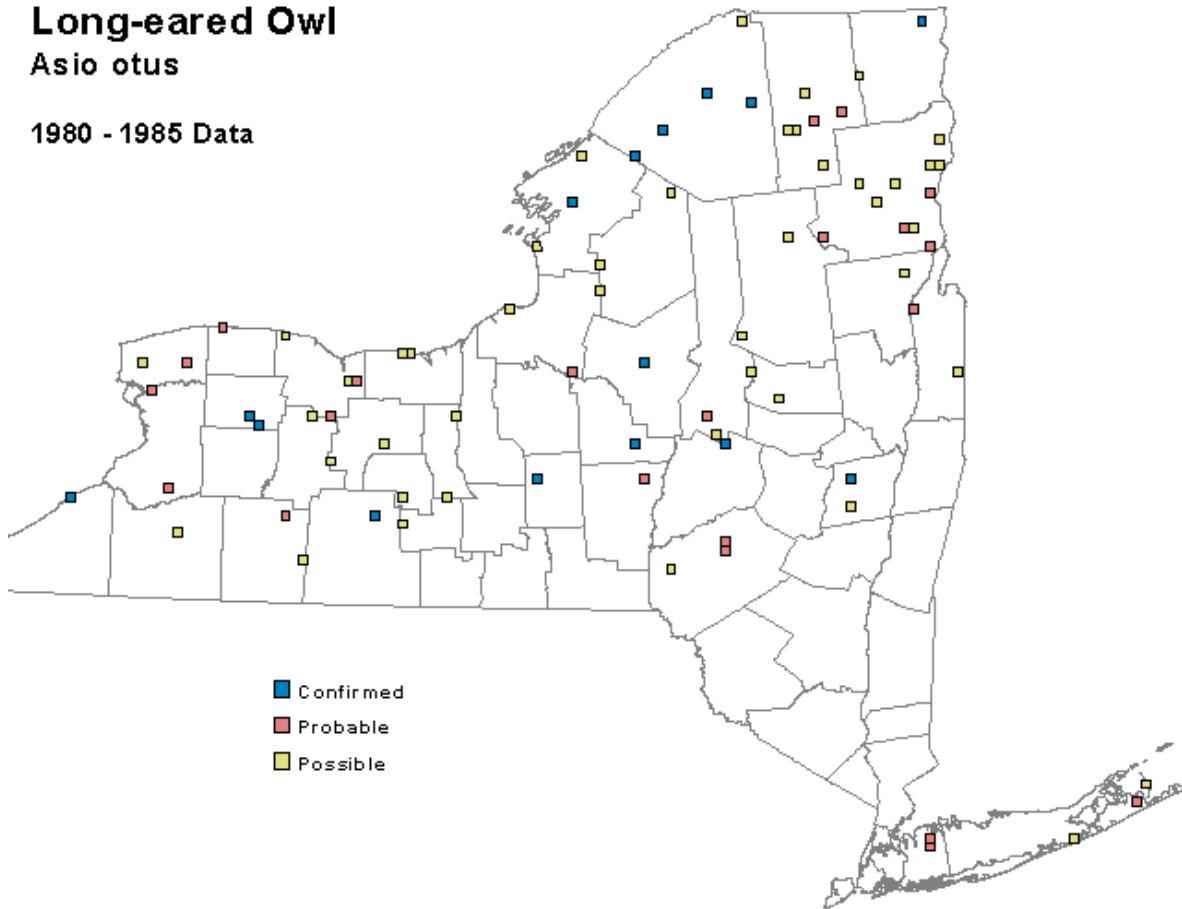 Long-eared Owl
Asio otus
1980 - 1985 Data
Confirmed
Probable
Possible